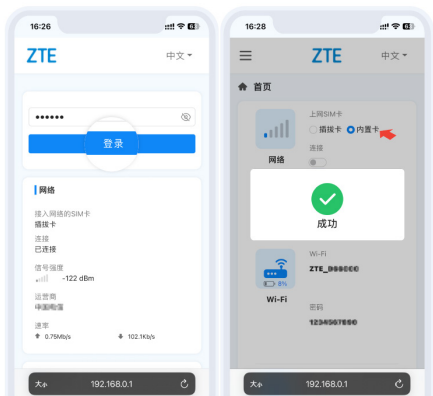 16:26
ZTE
中文
登录
网络
接入网络的SIM卡
插拔卡
连接
已连接
信号强度
-122 dBm
运营商
速率
0.75Mb/s
102.1Kb/s
大小
192.168.0.1
16:28
ZTE
中文
首页
上网SIM卡
插拔卡
内置卡
连接
网络
成功
Wi-Fi
8%
Wi-Fi
密码
1234567890
大小
192.168.0.1